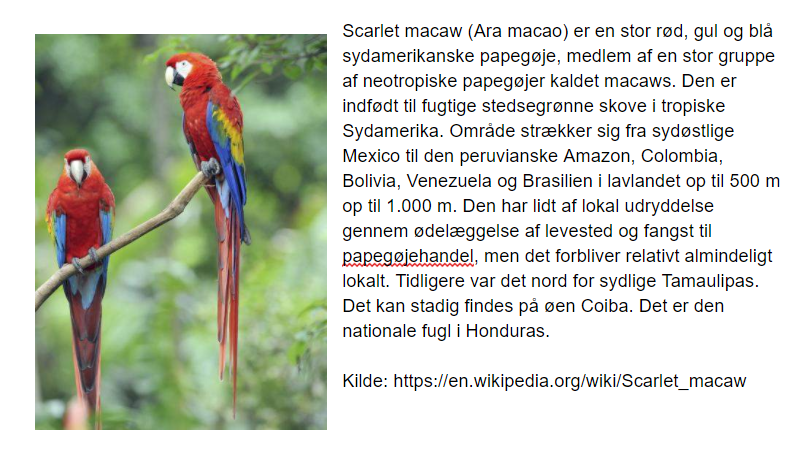 Scarlet macaw (Ara macao) er en stor rød, gul og blå
sydamerikanske papegøje, medlem af en stor gruppe
af neotropiske papegøjer kaldet macaws. Den er
indfødt til fugtige stedsegrønne skove i tropiske
Sydamerika. Område strækker sig fra sydøstlige
Mexico til den peruvianske Amazon, Colombia,
Bolivia, Venezuela og Brasilien i lavlandet op til 500 m
op til 1.000 m. Den har lidt af lokal udryddelse
gennem ødelæggelse af levested og fangst til
papegøjehandel, men det forbliver relativt almindeligt
lokalt. Tidligere var det nord for sydlige Tamaulipas.
Det kan stadig findes på øen Coiba. Det er den
nationale fugl i Honduras.
Kilde: https://en.wikipedia.org/wiki/Scarlet_macaw